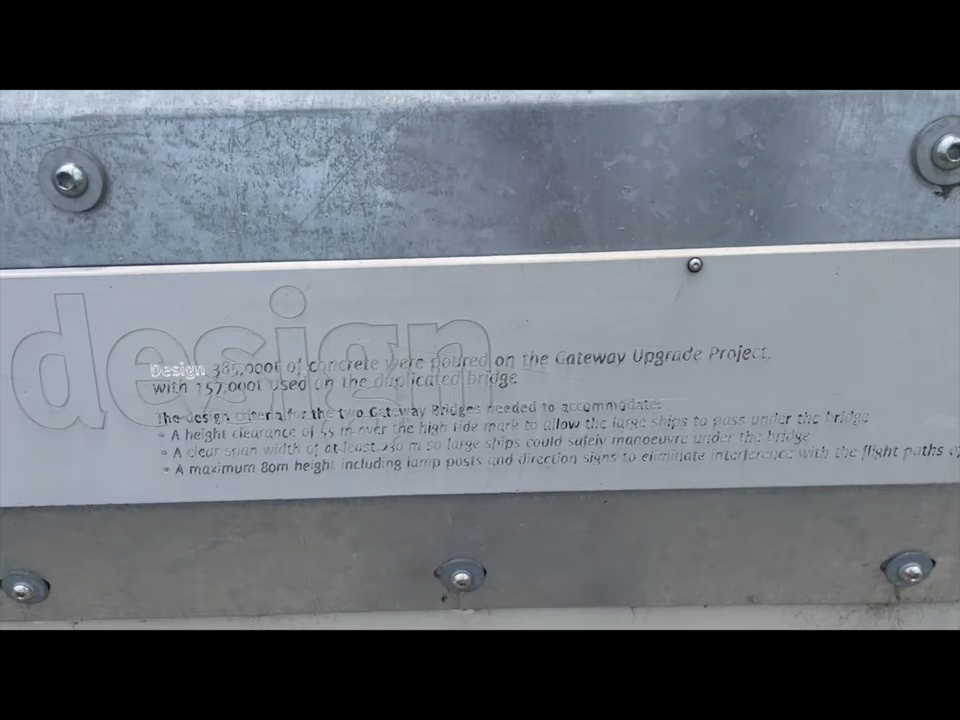 design
Design 385,000t of concrete were poured on the Gateway Upgrade Project,
with 157,000t used on the duplicated bridge
The design criteria for the two Gateway Bridges needed to accommodate:
• A height clearance of 55 m over the high tide mark to allow the large ships to pass under the bridge
• A clear span width of at least 230 m so large ships could safely manoeuvre under the bridge
• A maximum 80m height including lamp posts and direction signs to eliminate interference with the flight paths